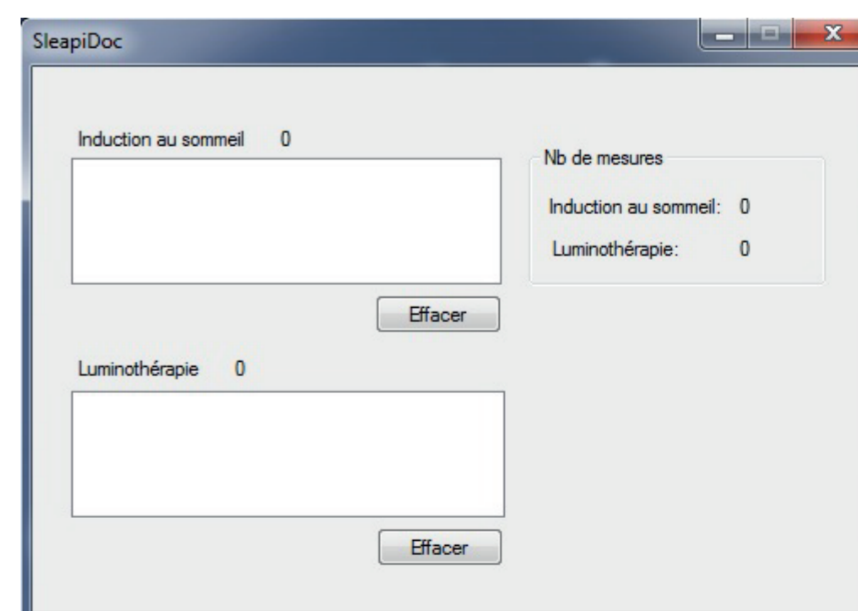 SleapiDoc
Induction au sommeil 0
Effacer
Luminothérapie 0
Effacer
Nb de mesures
Induction au sommeil: 0
Luminothérapie: 0